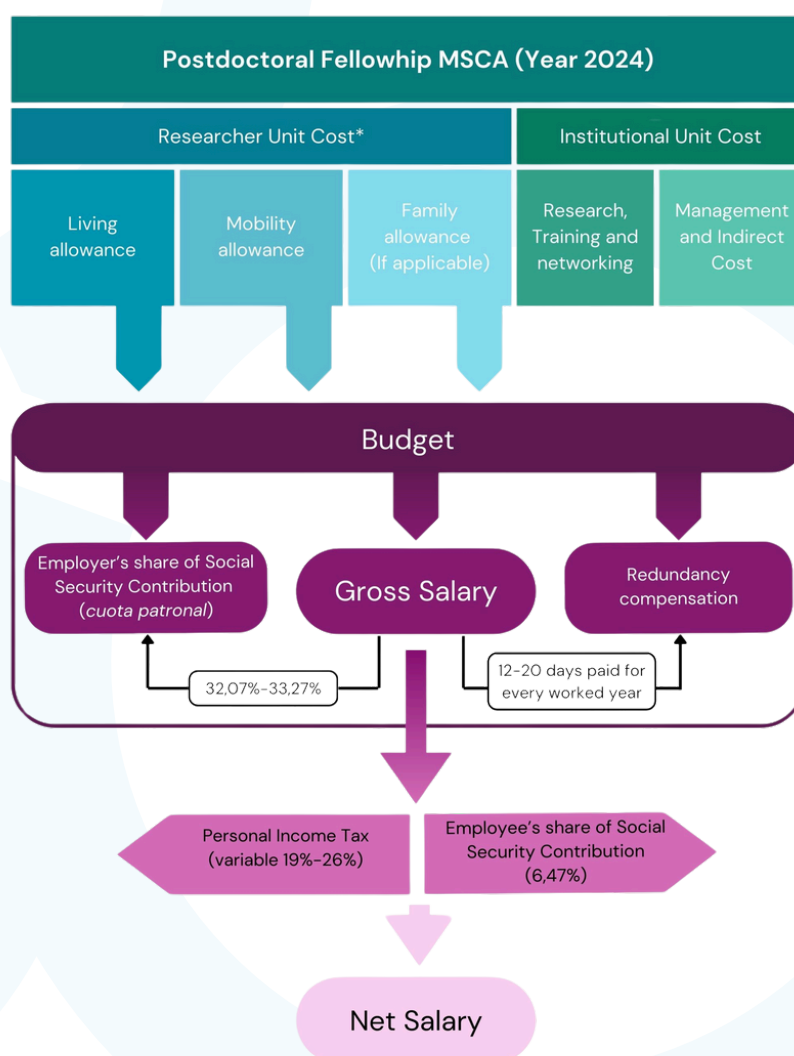 Postdoctoral Fellowhip MSCA (Year 2024)
Researcher Unit Cost*
Institutional Unit Cost
Living
allowance
Mobility
allowance
Family
allowance
(If applicable)
Research,
Training and
networking
Management
and Indirect
Cost
Budget
Employer's share of Social
Security Contribution
(cuota patronal)
Gross Salary
Redundancy
compensation
32,07%-33,27%
12-20 days paid for
every worked year
Personal Income Tax
(variable 19%-26%)
Employee's share of Social
Security Contribution
(6,47%)
Net Salary